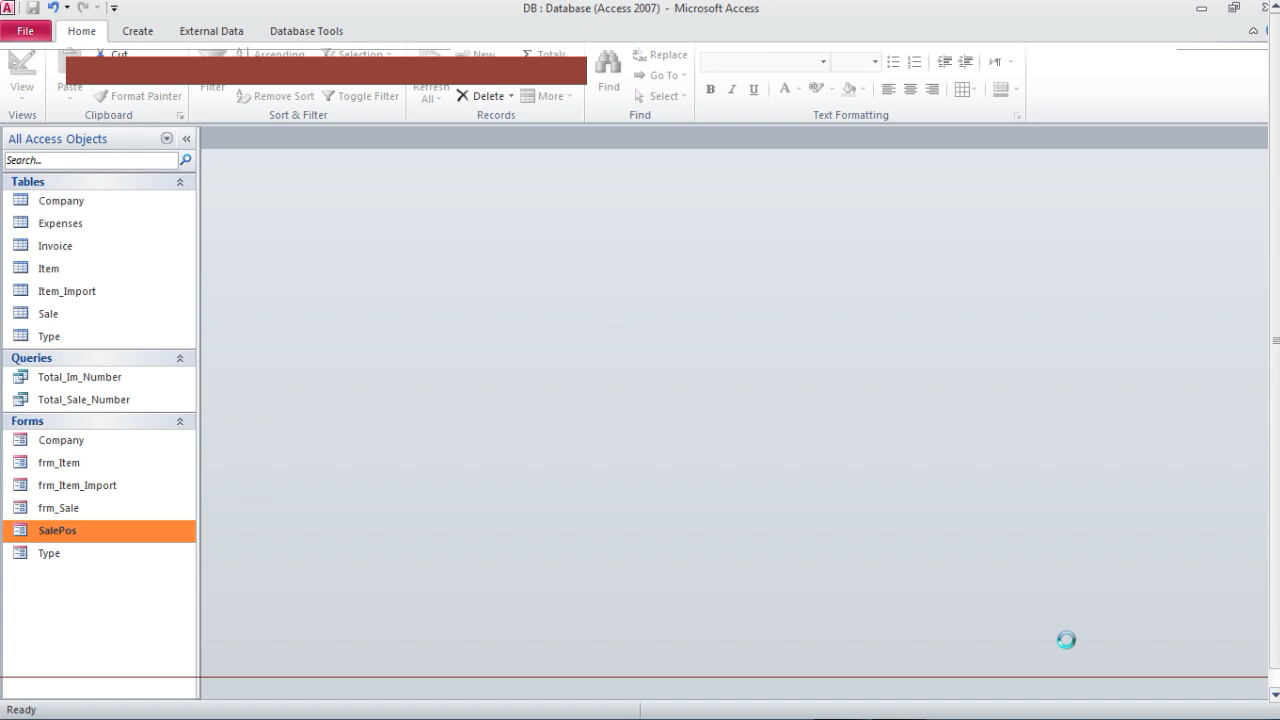 DB : Database (Access 2007) - Microsoft Access
File Home Create External Data Database Tools
View
Views
Cut
Paste
Format Painter
Clipboard
Filter
Ascending
Selection
Remove Sort
Toggle Filter
Sort & Filter
Refresh
All
New
Totals
Delete
More
Records
Find
Replace
Go To
Select
Find
B I U A
Text Formatting
All Access Objects
Search...
Tables
Company
Expenses
Invoice
Item
Item_Import
Sale
Type
Queries
Total_Im_Number
Total_Sale_Number
Forms
Company
frm_Item
frm_Item_Import
frm_Sale
SalePos
Type
Ready